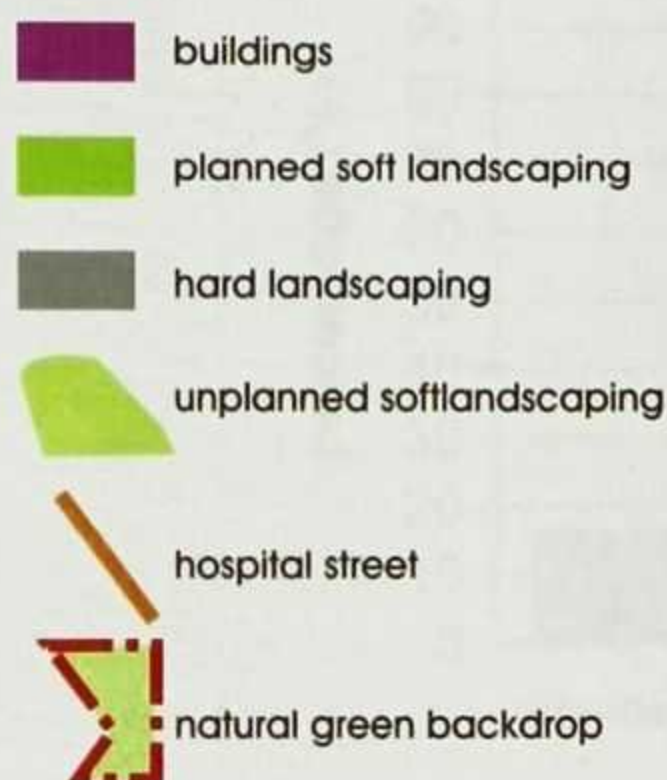 buildings
planned soft landscaping
hard landscaping
unplanned softlandscaping
hospital street
natural green backdrop